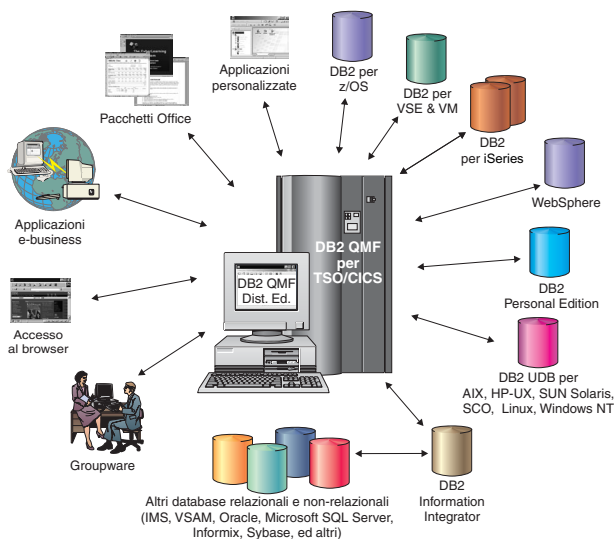 Pacchetti Office
Applicazioni
personalizzate
DB2 per
z/OS
DB2 per
VSE & VM
DB2
per iSeries
WebSphere
DB2
Personal Edition
DB2 UDB per
AIX, HP-UX, SUN Solaris,
SCO, Linux, Windows NT
DB2
Information
Integrator
Altri database relazionali e non-relazionali
(IMS, VSAM, Oracle, Microsoft SQL Server,
Informix, Sybase, ed altri)
Groupware
Accesso
al browser
Applicazioni
e-business
DB2 QMF
per
TSO/CICS
DB2 QMF
Dist. Ed.